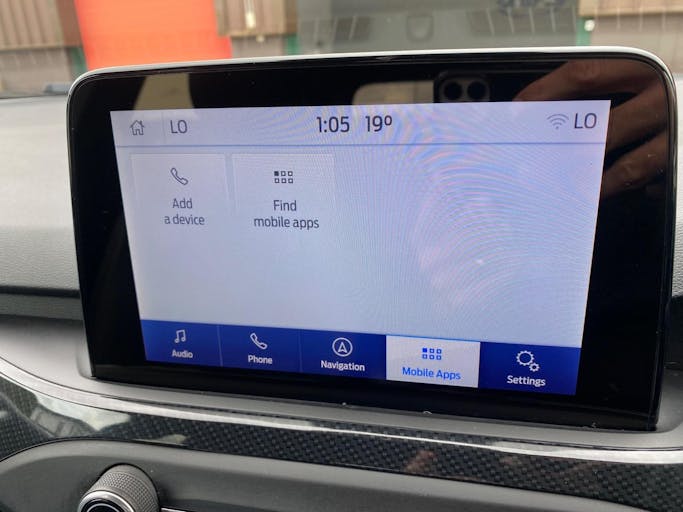 LO 1:05 19º LO
Add
a device
Find
mobile apps
Audio
Phone
Navigation
Mobile Apps
Settings